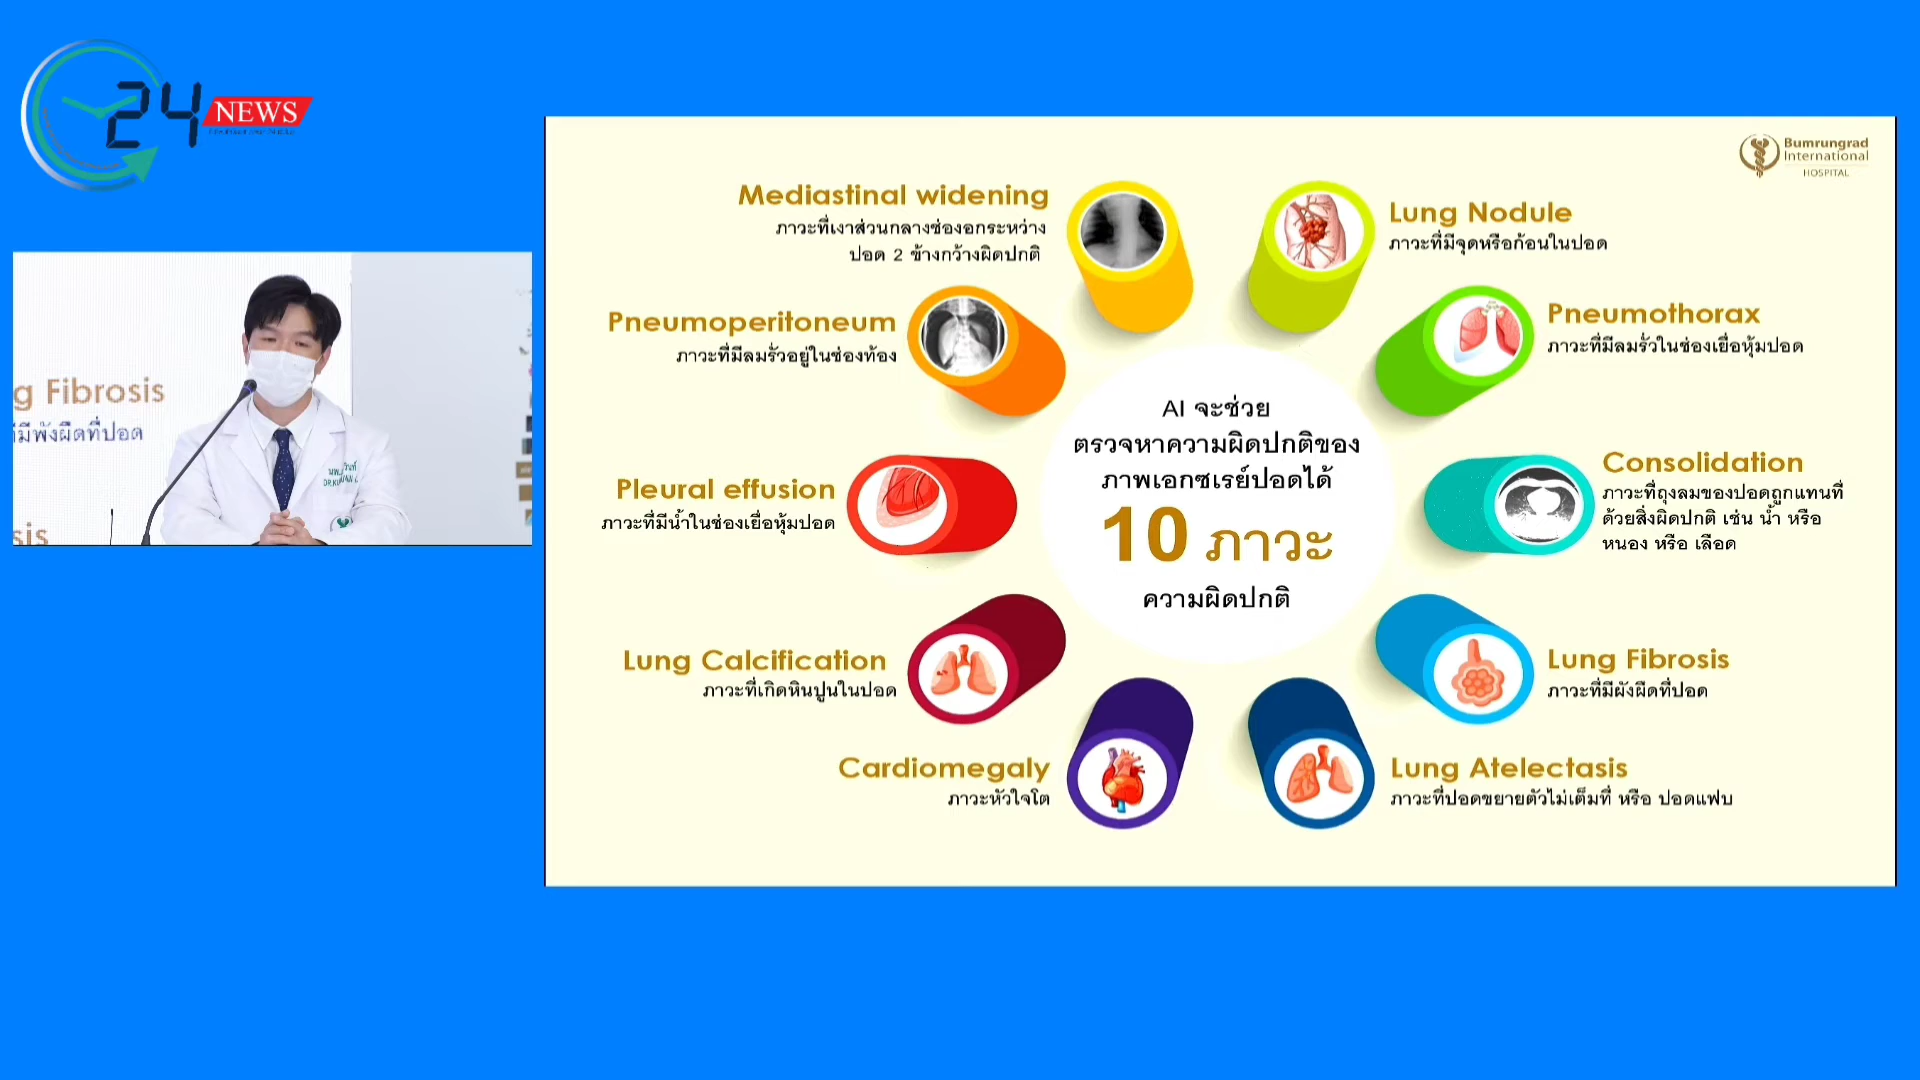 24
NEWS
Bumrungrad
International
HOSPITAL
Mediastinal widening
ภาวะที่เงาส่วนกลางช่องอกระหว่าง
ปอด 2 ข้างกว้างผิดปกติ
Lung Nodule
ภาวะที่มีจุดหรือก้อนในปอด
Pneumoperitoneum
ภาวะที่มีลมรั่วอยู่ในช่องท้อง
Pneumothorax
ภาวะที่มีลมรั่วในช่องเยื่อหุ้มปอด
AI จะช่วย
ตรวจหาความผิดปกติของ
ภาพเอกซเรย์ปอดได้
10 ภาวะ
ความผิดปกติ
Pleural effusion
ภาวะที่มีน้ำในช่องเยื่อหุ้มปอด
Consolidation
ภาวะที่ถุงลมของปอดถูกแทนที่
ด้วยสิ่งผิดปกติ เช่น น้ำ หรือ
หนอง หรือ เลือด
Lung Calcification
ภาวะที่เกิดหินปูนในปอด
Lung Fibrosis
ภาวะที่มีผังผืดที่ปอด
Cardiomegaly
ภาวะหัวใจโต
Lung Atelectasis
ภาวะที่ปอดขยายตัวไม่เต็มที่ หรือ ปอดแฟบ
g Fibrosis
มีพังผืดที่ปอด
sis